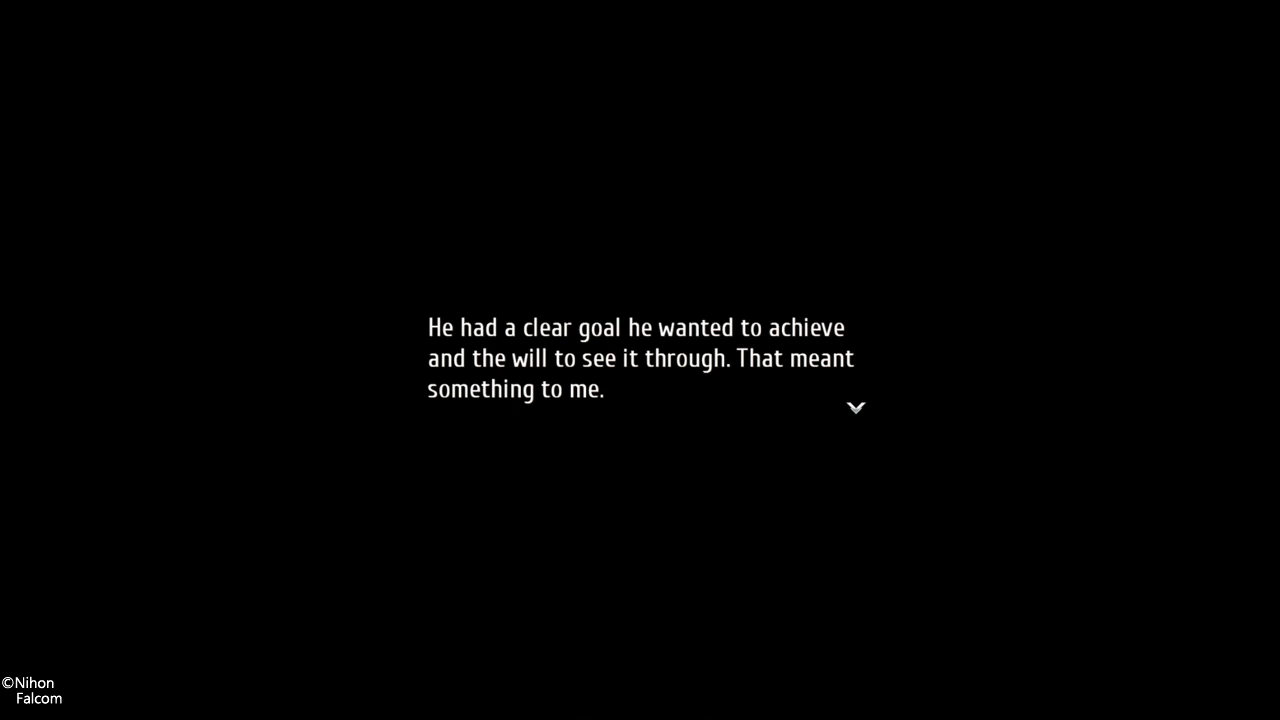 He had a clear goal he wanted to achieve
and the will to see it through. That meant
something to me.
©Nihon
Falcom